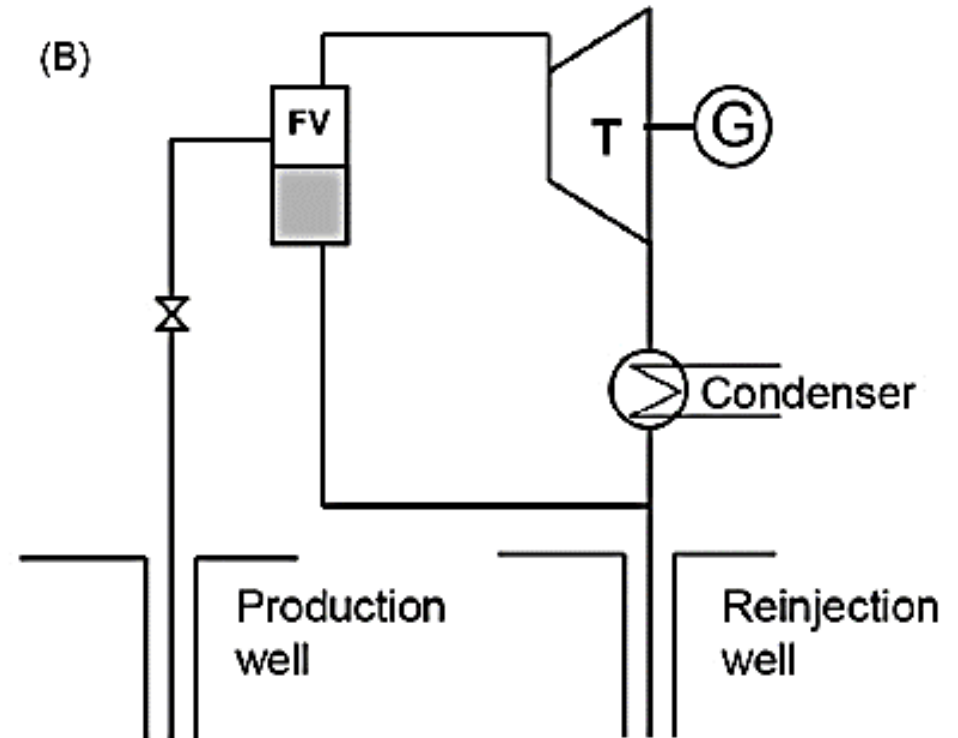 (B)
FV
T
G
Condenser
Production
well
Reinjection
well